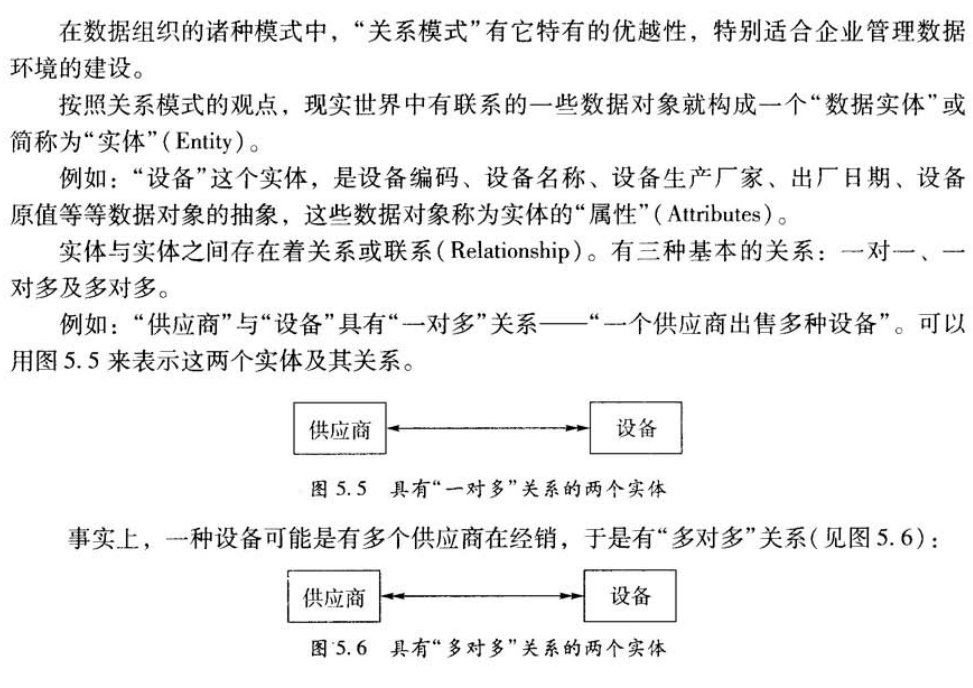 在数据组织的诸种模式中，“关系模式”有它特有的优越性，特别适合企业管理数据
环境的建设。
按照关系模式的观点，现实世界中有联系的一些数据对象就构成一个“数据实体”或
简称为“实体”(Entity)。
例如：“设备”这个实体，是设备编码、设备名称、设备生产厂家、出厂日期、设备
原值等等数据对象的抽象，这些数据对象称为实体的“属性”(Attributes)。
实体与实体之间存在着关系或联系(Relationship)。有三种基本的关系：一对一、一
对多及多对多。
例如：“供应商”与“设备”具有“一对多”关系——“一个供应商出售多种设备”。可以
用图 5.5 来表示这两个实体及其关系。
供应商 设备
图 5.5 具有“一对多”关系的两个实体
事实上，一种设备可能是有多个供应商在经销，于是有“多对多”关系(见图 5.6)：
供应商 设备
图 5.6 具有“多对多”关系的两个实体